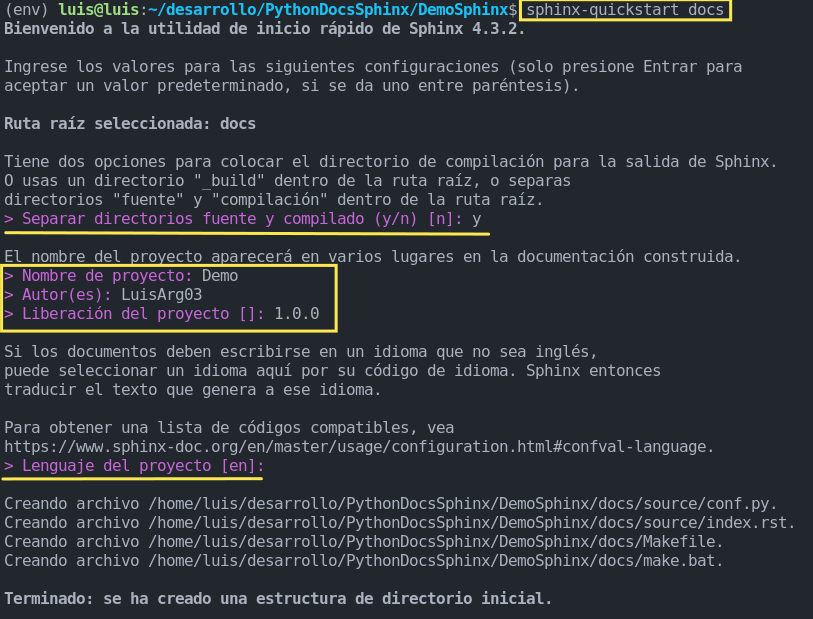 (env) luis@luis:~/desarrollo/PythonDocsSphinx/DemoSphinx$ sphinx-quickstart docs
Bienvenido a la utilidad de inicio rápido de Sphinx 4.3.2.
Ingrese los valores para las siguientes configuraciones (solo presione Entrar para
aceptar un valor predeterminado, si se da uno entre paréntesis).
Ruta raíz seleccionada: docs
Tiene dos opciones para colocar el directorio de compilación para la salida de Sphinx.
O usas un directorio "_build" dentro de la ruta raíz, o separas
directorios "fuente" y "compilación" dentro de la ruta raíz.
> Separar directorios fuente y compilado (y/n) [n]: y
El nombre del proyecto aparecerá en varios lugares en la documentación construida.
> Nombre de proyecto: Demo
> Autor(es): LuisArg03
> Liberación del proyecto []: 1.0.0
Si los documentos deben escribirse en un idioma que no sea inglés,
puede seleccionar un idioma aquí por su código de idioma. Sphinx entonces
traducir el texto que genera a ese idioma.
Para obtener una lista de códigos compatibles, vea
https://www.sphinx-doc.org/en/master/usage/configuration.html#confval-language.
> Lenguaje del proyecto [en]:
Creando archivo /home/luis/desarrollo/PythonDocsSphinx/DemoSphinx/docs/source/conf.py.
Creando archivo /home/luis/desarrollo/PythonDocsSphinx/DemoSphinx/docs/source/index.rst.
Creando archivo /home/luis/desarrollo/PythonDocsSphinx/DemoSphinx/docs/Makefile.
Creando archivo /home/luis/desarrollo/PythonDocsSphinx/DemoSphinx/docs/make.bat.
Terminado: se ha creado una estructura de directorio inicial.